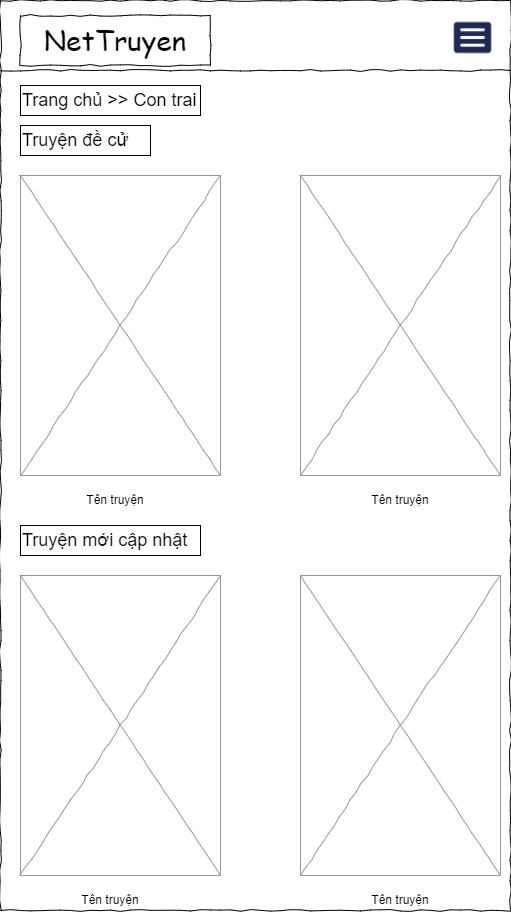 NetTruyen
Trang chủ >> Con trai
Truyện đề cử
Tên truyện
Tên truyện
Truyện mới cập nhật
Tên truyện
Tên truyện